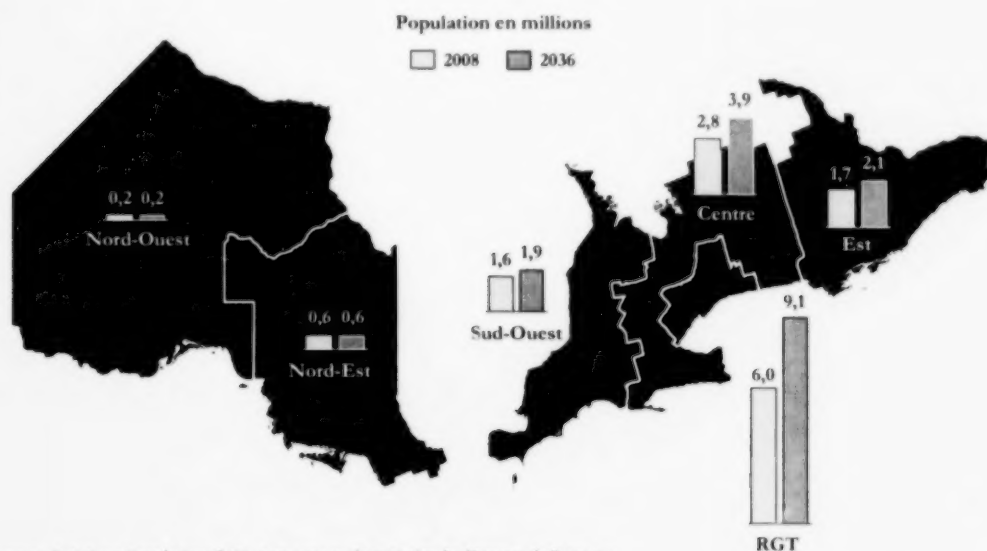 Population en millions
2008 2036
3,9
2,8
Centre
1,7 2,1
Est
0,2 0,2
Nord-Ouest
1,6 1,9
Sud-Ouest
0,6 0,6
Nord-Est
9,1
6,0
RGT